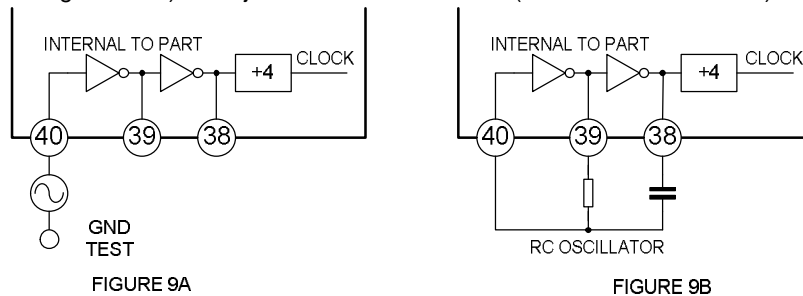 INTERNAL TO PART
+4
CLOCK
40
39
38
GND
TEST
FIGURE 9A
INTERNAL TO PART
+4
CLOCK
40
39
38
RC OSCILLATOR
FIGURE 9B